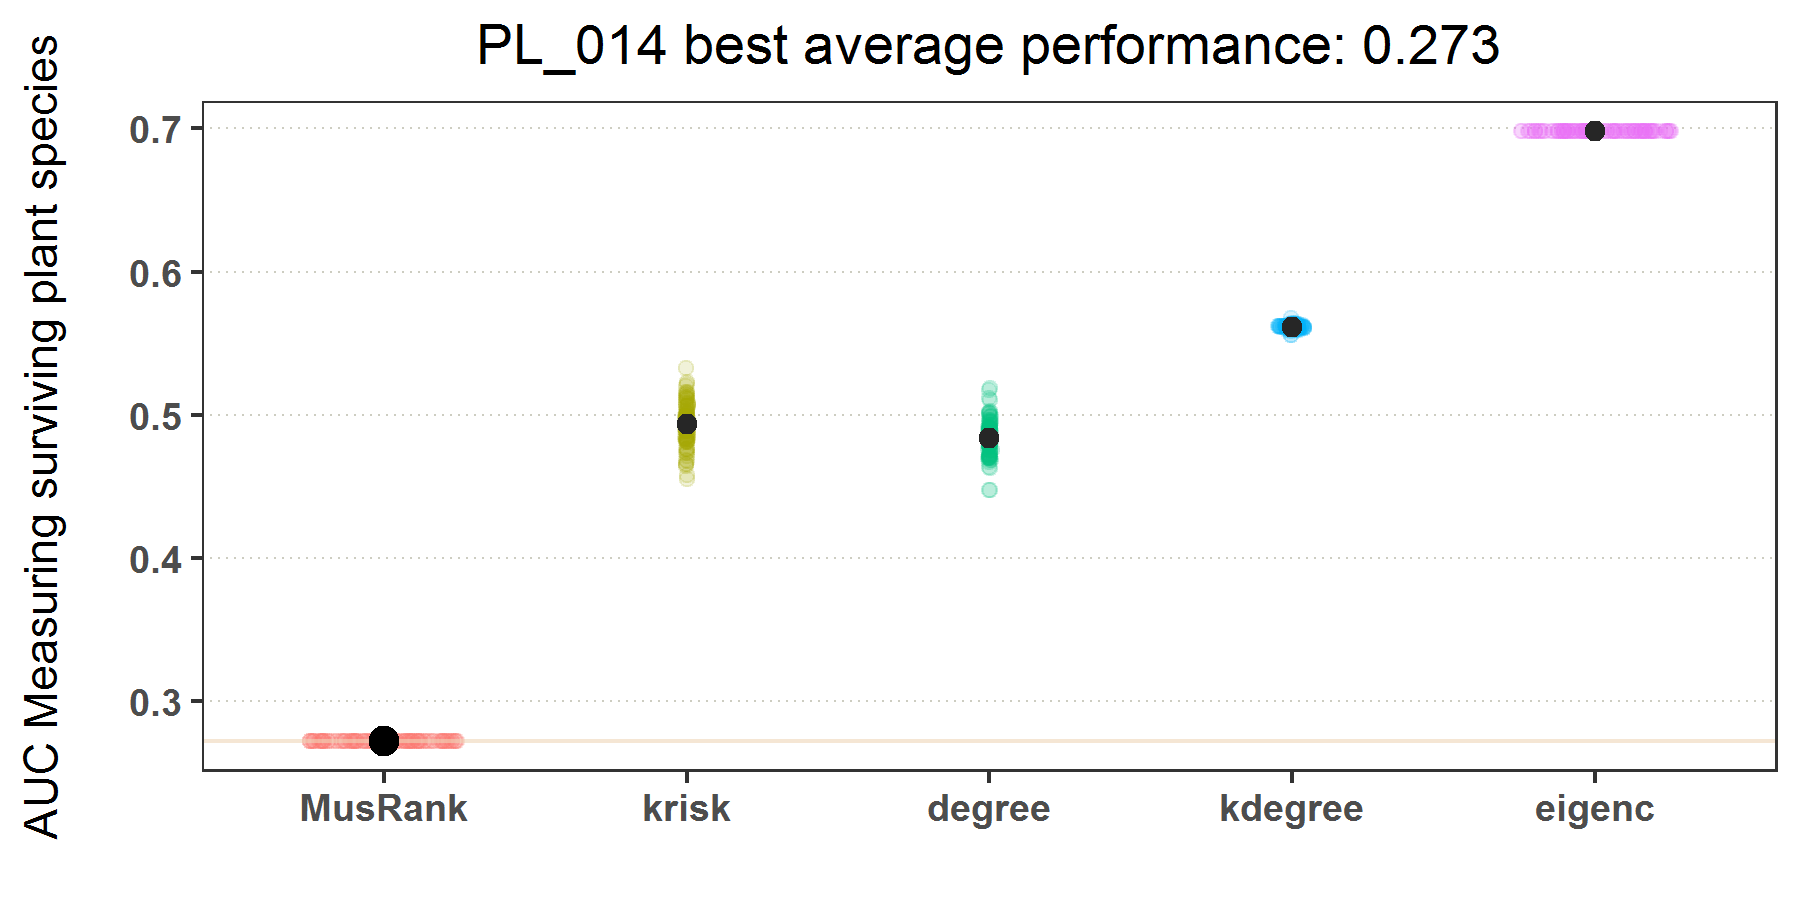 PL_014 best average performance: 0.273
AUC Measuring surviving plant species
0.7
0.6
0.5
0.4
0.3
MusRank
krisk
degree
kdegree
eigenc